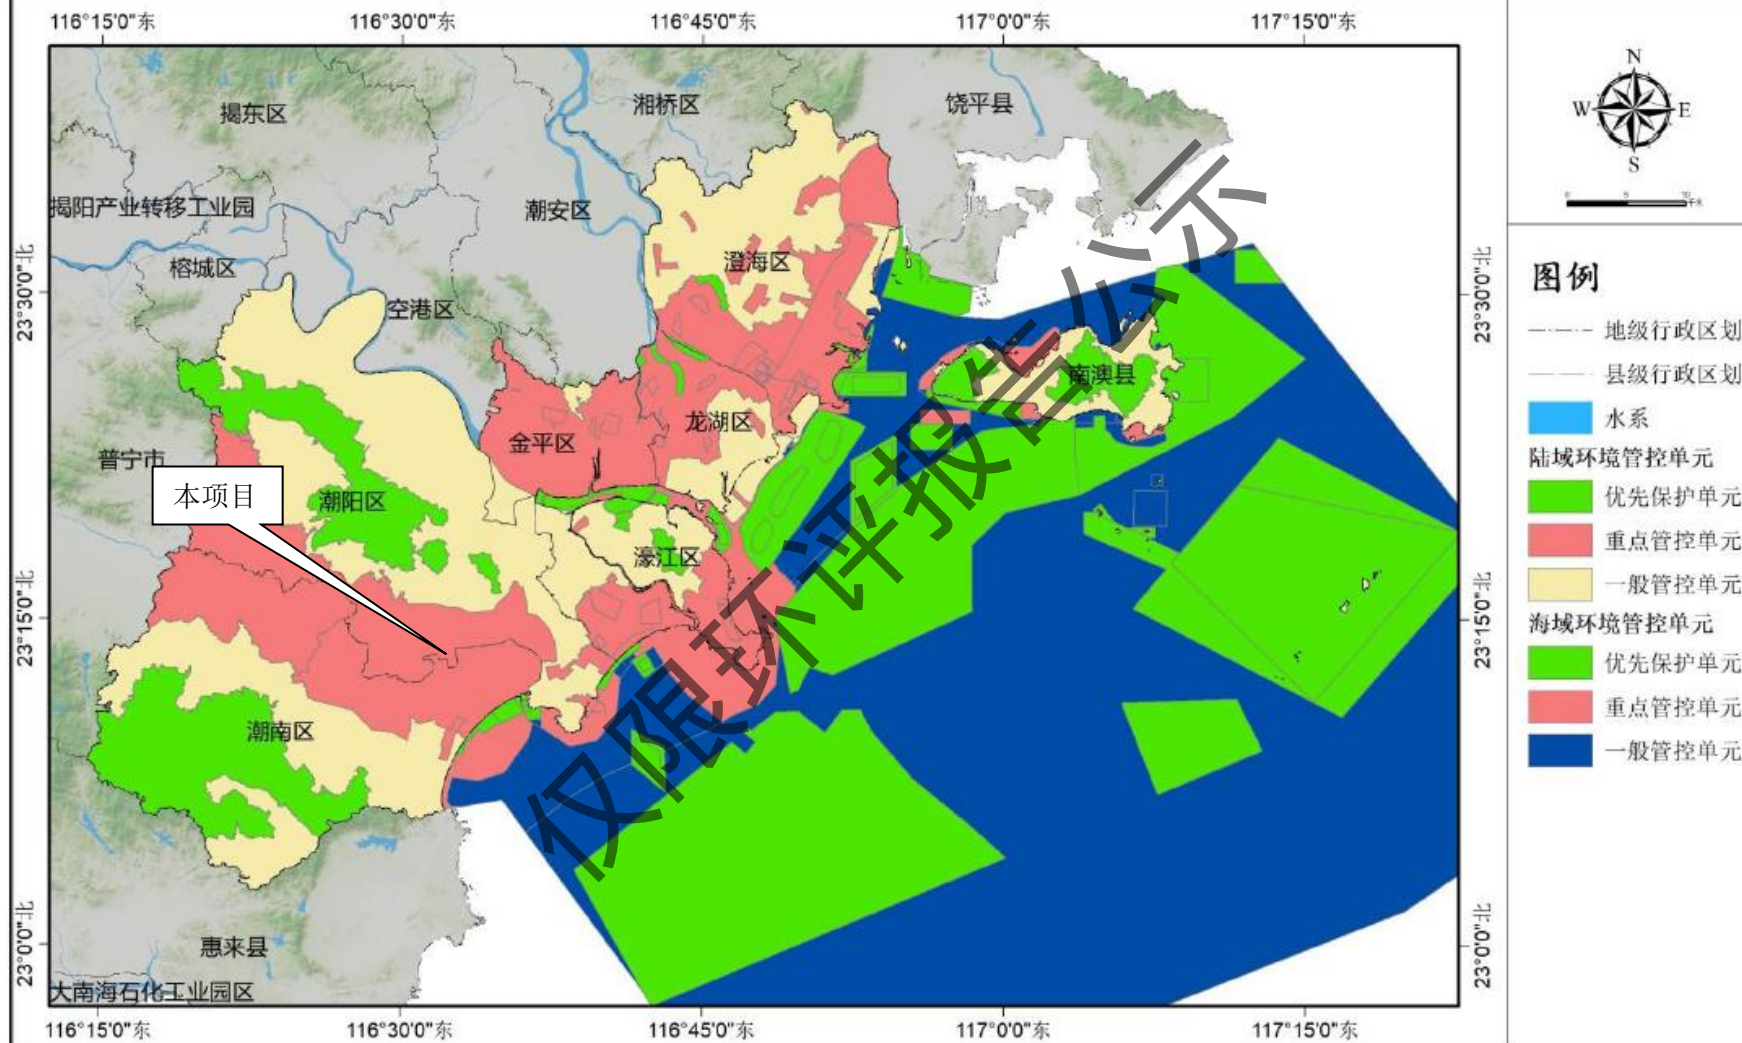 116°15'0"东
116°30'0"东
116°45'0"东
117°0'0"东
117°15'0"东
N
W
E
S
0
5
10
千米
揭东区
湘桥区
饶平县
揭阳产业转移工业园
潮安区
榕城区
空港区
澄海区
23°30'0"北
23°30'0"北
南澳县
龙湖区
金平区
普宁市
本项目
潮阳区
濠江区
23°15'0"北
23°15'0"北
潮南区
惠来县
大南海石化工业园区
23°0'0"北
23°0'0"北
116°15'0"东
116°30'0"东
116°45'0"东
117°0'0"东
117°15'0"东
图例
地级行政区划
县级行政区划
水系
陆域环境管控单元
优先保护单元
重点管控单元
一般管控单元
海域环境管控单元
优先保护单元
重点管控单元
一般管控单元
仅限环评报告公示